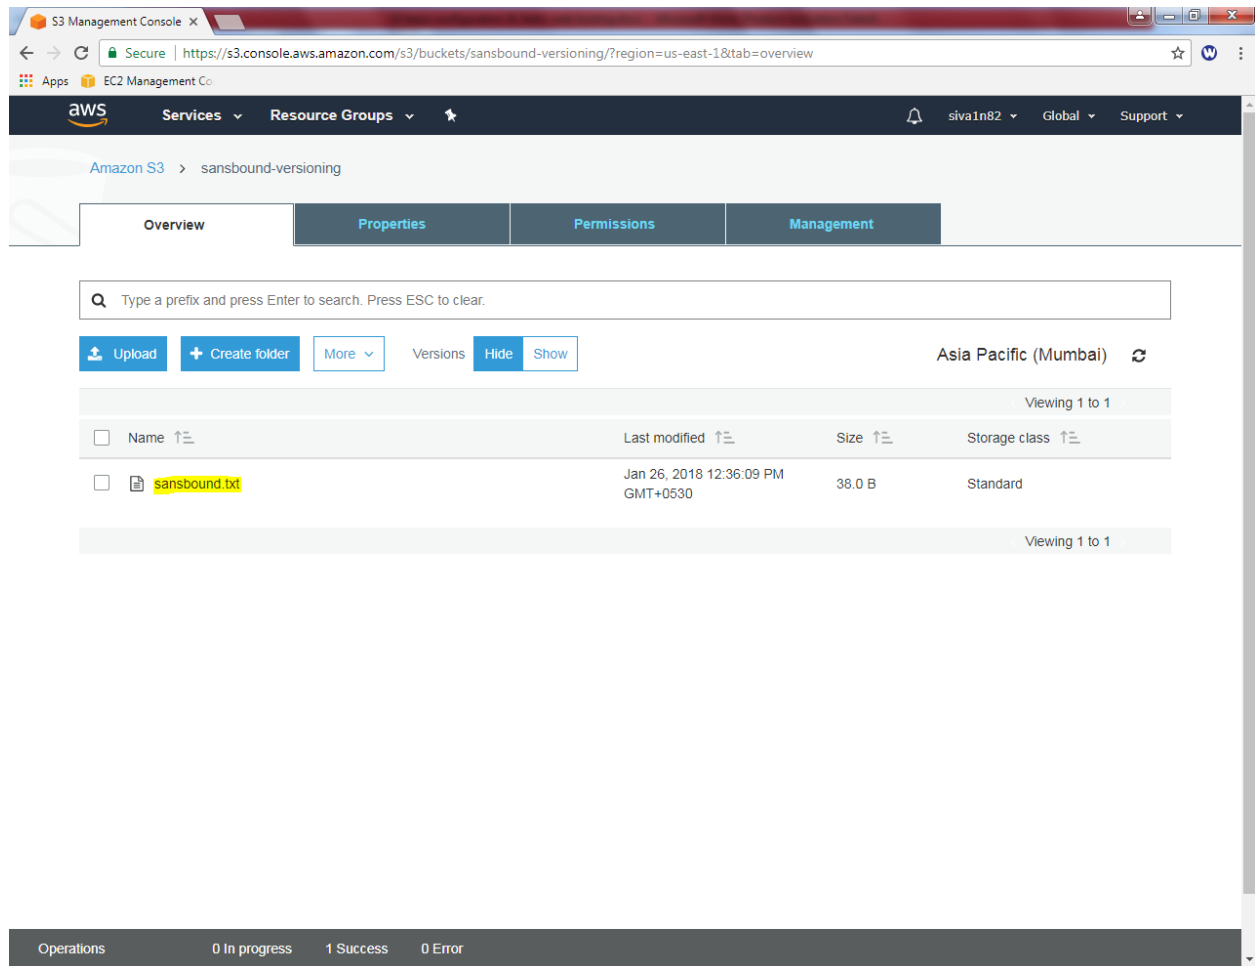 S3 Management Console
Secure | https://s3.console.aws.amazon.com/s3/buckets/sansbound-versioning/?region=us-east-1&tab=overview
W
Apps EC2 Management Co
aws Services Resource Groups siva1n82 Global Support
Amazon S3 > sansbound-versioning
Overview Properties Permissions Management
Type a prefix and press Enter to search. Press ESC to clear.
Upload Create folder More Versions Hide Show Asia Pacific (Mumbai)
Viewing 1 to 1
Name Last modified Size Storage class
sansbound.txt Jan 26, 2018 12:36:09 PM GMT+0530 38.0 B Standard
Viewing 1 to 1
Operations 0 In progress 1 Success 0 Error